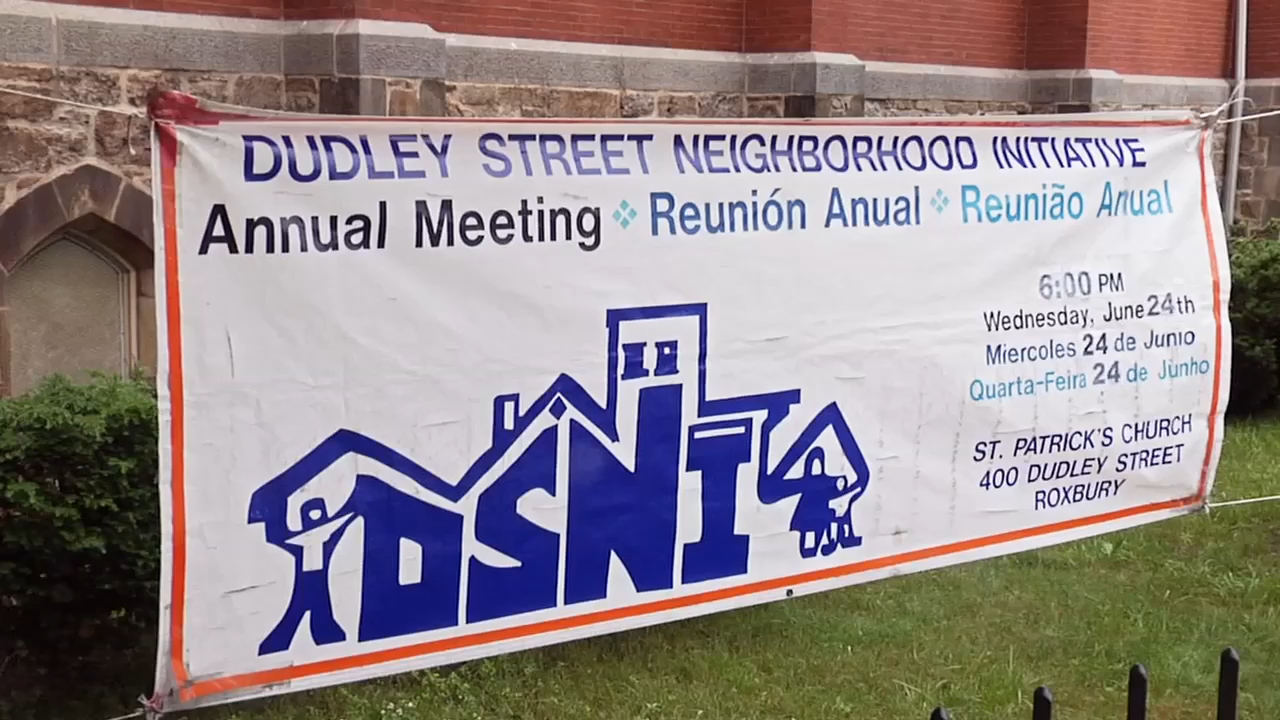 DUDLEY STREET NEIGHBORHOOD INITIATIVE
Annual Meeting ❖ Reunión Anual ❖ Reunião Anual
6:00 PM
Wednesday, June 24th
Miercoles 24 de Junio
Quarta-Feira 24 de Junho
ST. PATRICK'S CHURCH
400 DUDLEY STREET
ROXBURY
DSNI